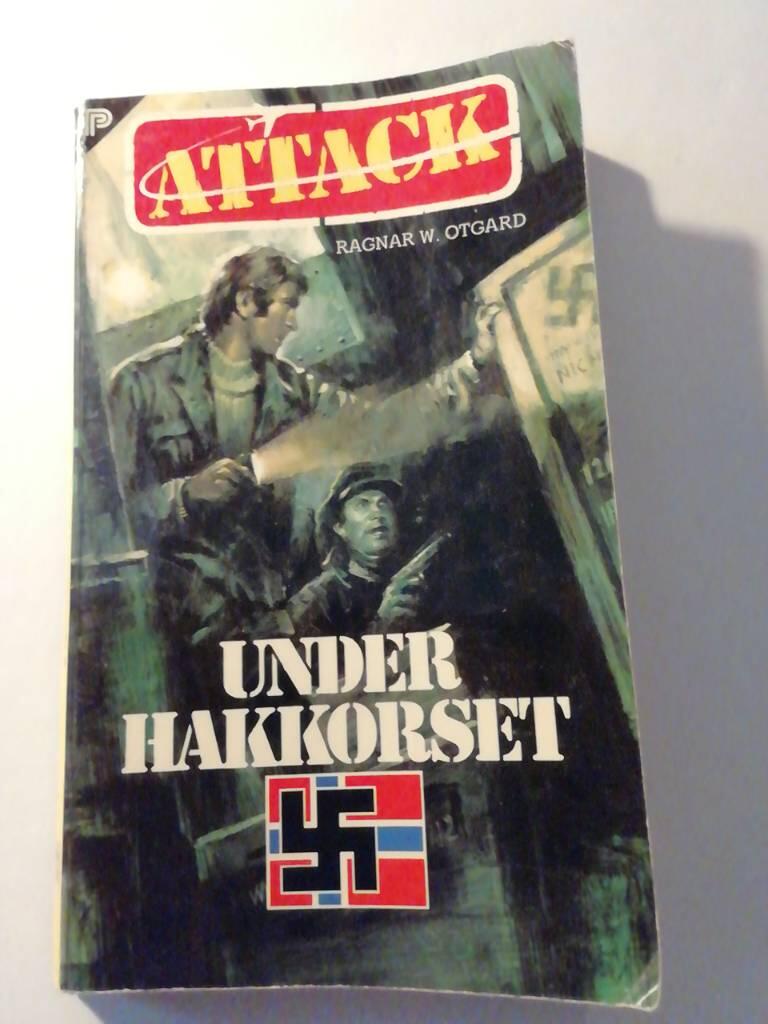 P
ATTACK
RAGNAR W. OTGARD
UNDER
HAKKORSET